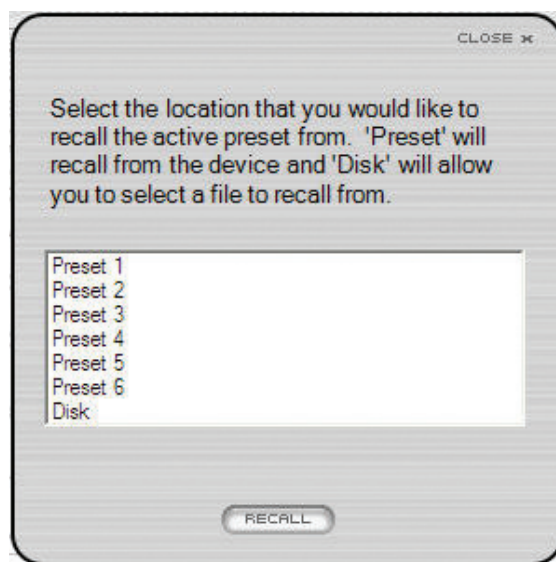 CLOSE ×
Select the location that you would like to
recall the active preset from.  'Preset' will
recall from the device and 'Disk' will allow
you to select a file to recall from.
Preset 1
Preset 2
Preset 3
Preset 4
Preset 5
Preset 6
Disk
RECALL